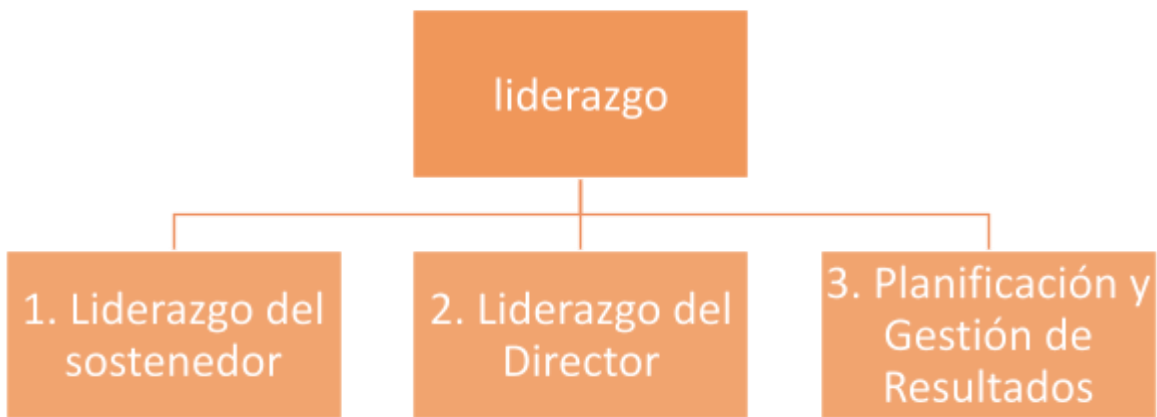 liderazgo
1. Liderazgo del
sostenedor
2. Liderazgo del
Director
3. Planificación y
Gestión de
Resultados